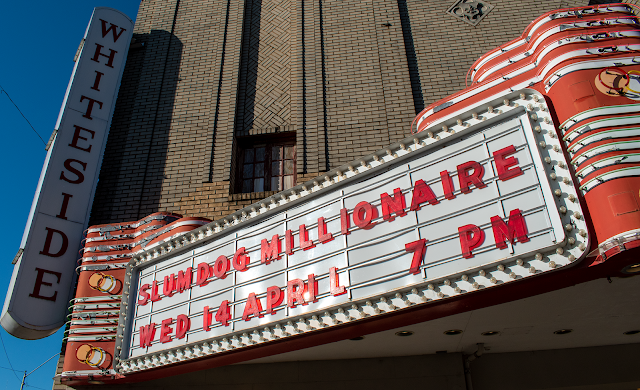 WHITESIDE
SLUMDOG MILLIONAIRE
WED 14 APRIL 7 PM